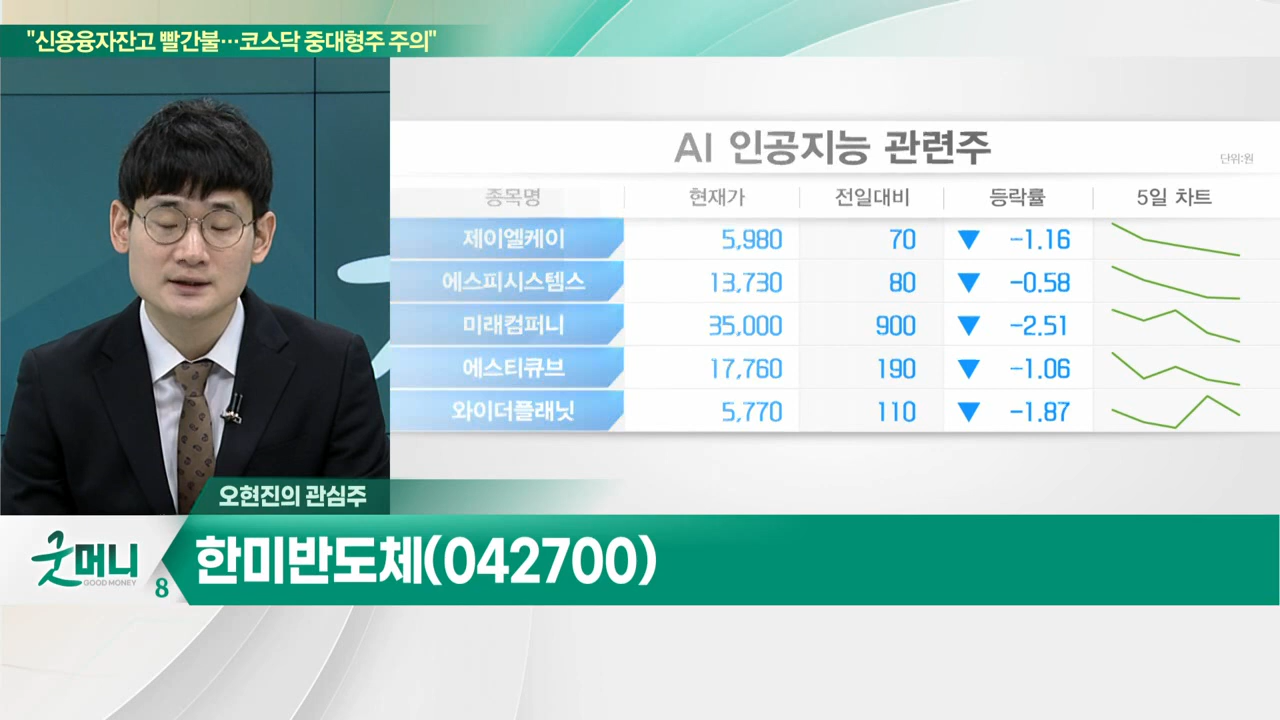 "신용융자잔고 빨간불…코스닥 중대형주 주의"
AI 인공지능 관련주
단위:원
종목명 현재가 전일대비 등락률 5일 차트
제이엘케이 5,980 70 ▼ -1.16
에스피시스템스 13,730 80 ▼ -0.58
미래컴퍼니 35,000 900 ▼ -2.51
에스티큐브 17,760 190 ▼ -1.06
와이더플래닛 5,770 110 ▼ -1.87
오현진의 관심주
굿머니
GOOD MONEY
8
한미반도체(042700)